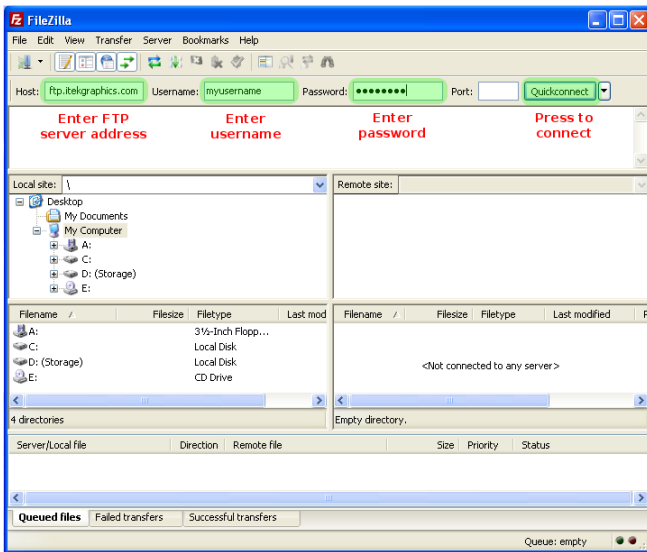 FileZilla
File Edit View Transfer Server Bookmarks Help
Host: ftp.itekgraphics.com Username: myusername Password: ●●●●●●●● Port: Quickconnect
Enter FTP server address
Enter username
Enter password
Press to connect
Local site: \
Remote site:
Desktop
My Documents
My Computer
A:
C:
D: (Storage)
E:
Filename Filesize Filetype Last mod
A: 3½-Inch Flopp...
C: Local Disk
D: (Storage) Local Disk
E: CD Drive
4 directories
Filename Filesize Filetype Last modified
<Not connected to any server>
Empty directory.
Server/Local file Direction Remote file Size Priority Status
Queued files Failed transfers Successful transfers
Queue: empty